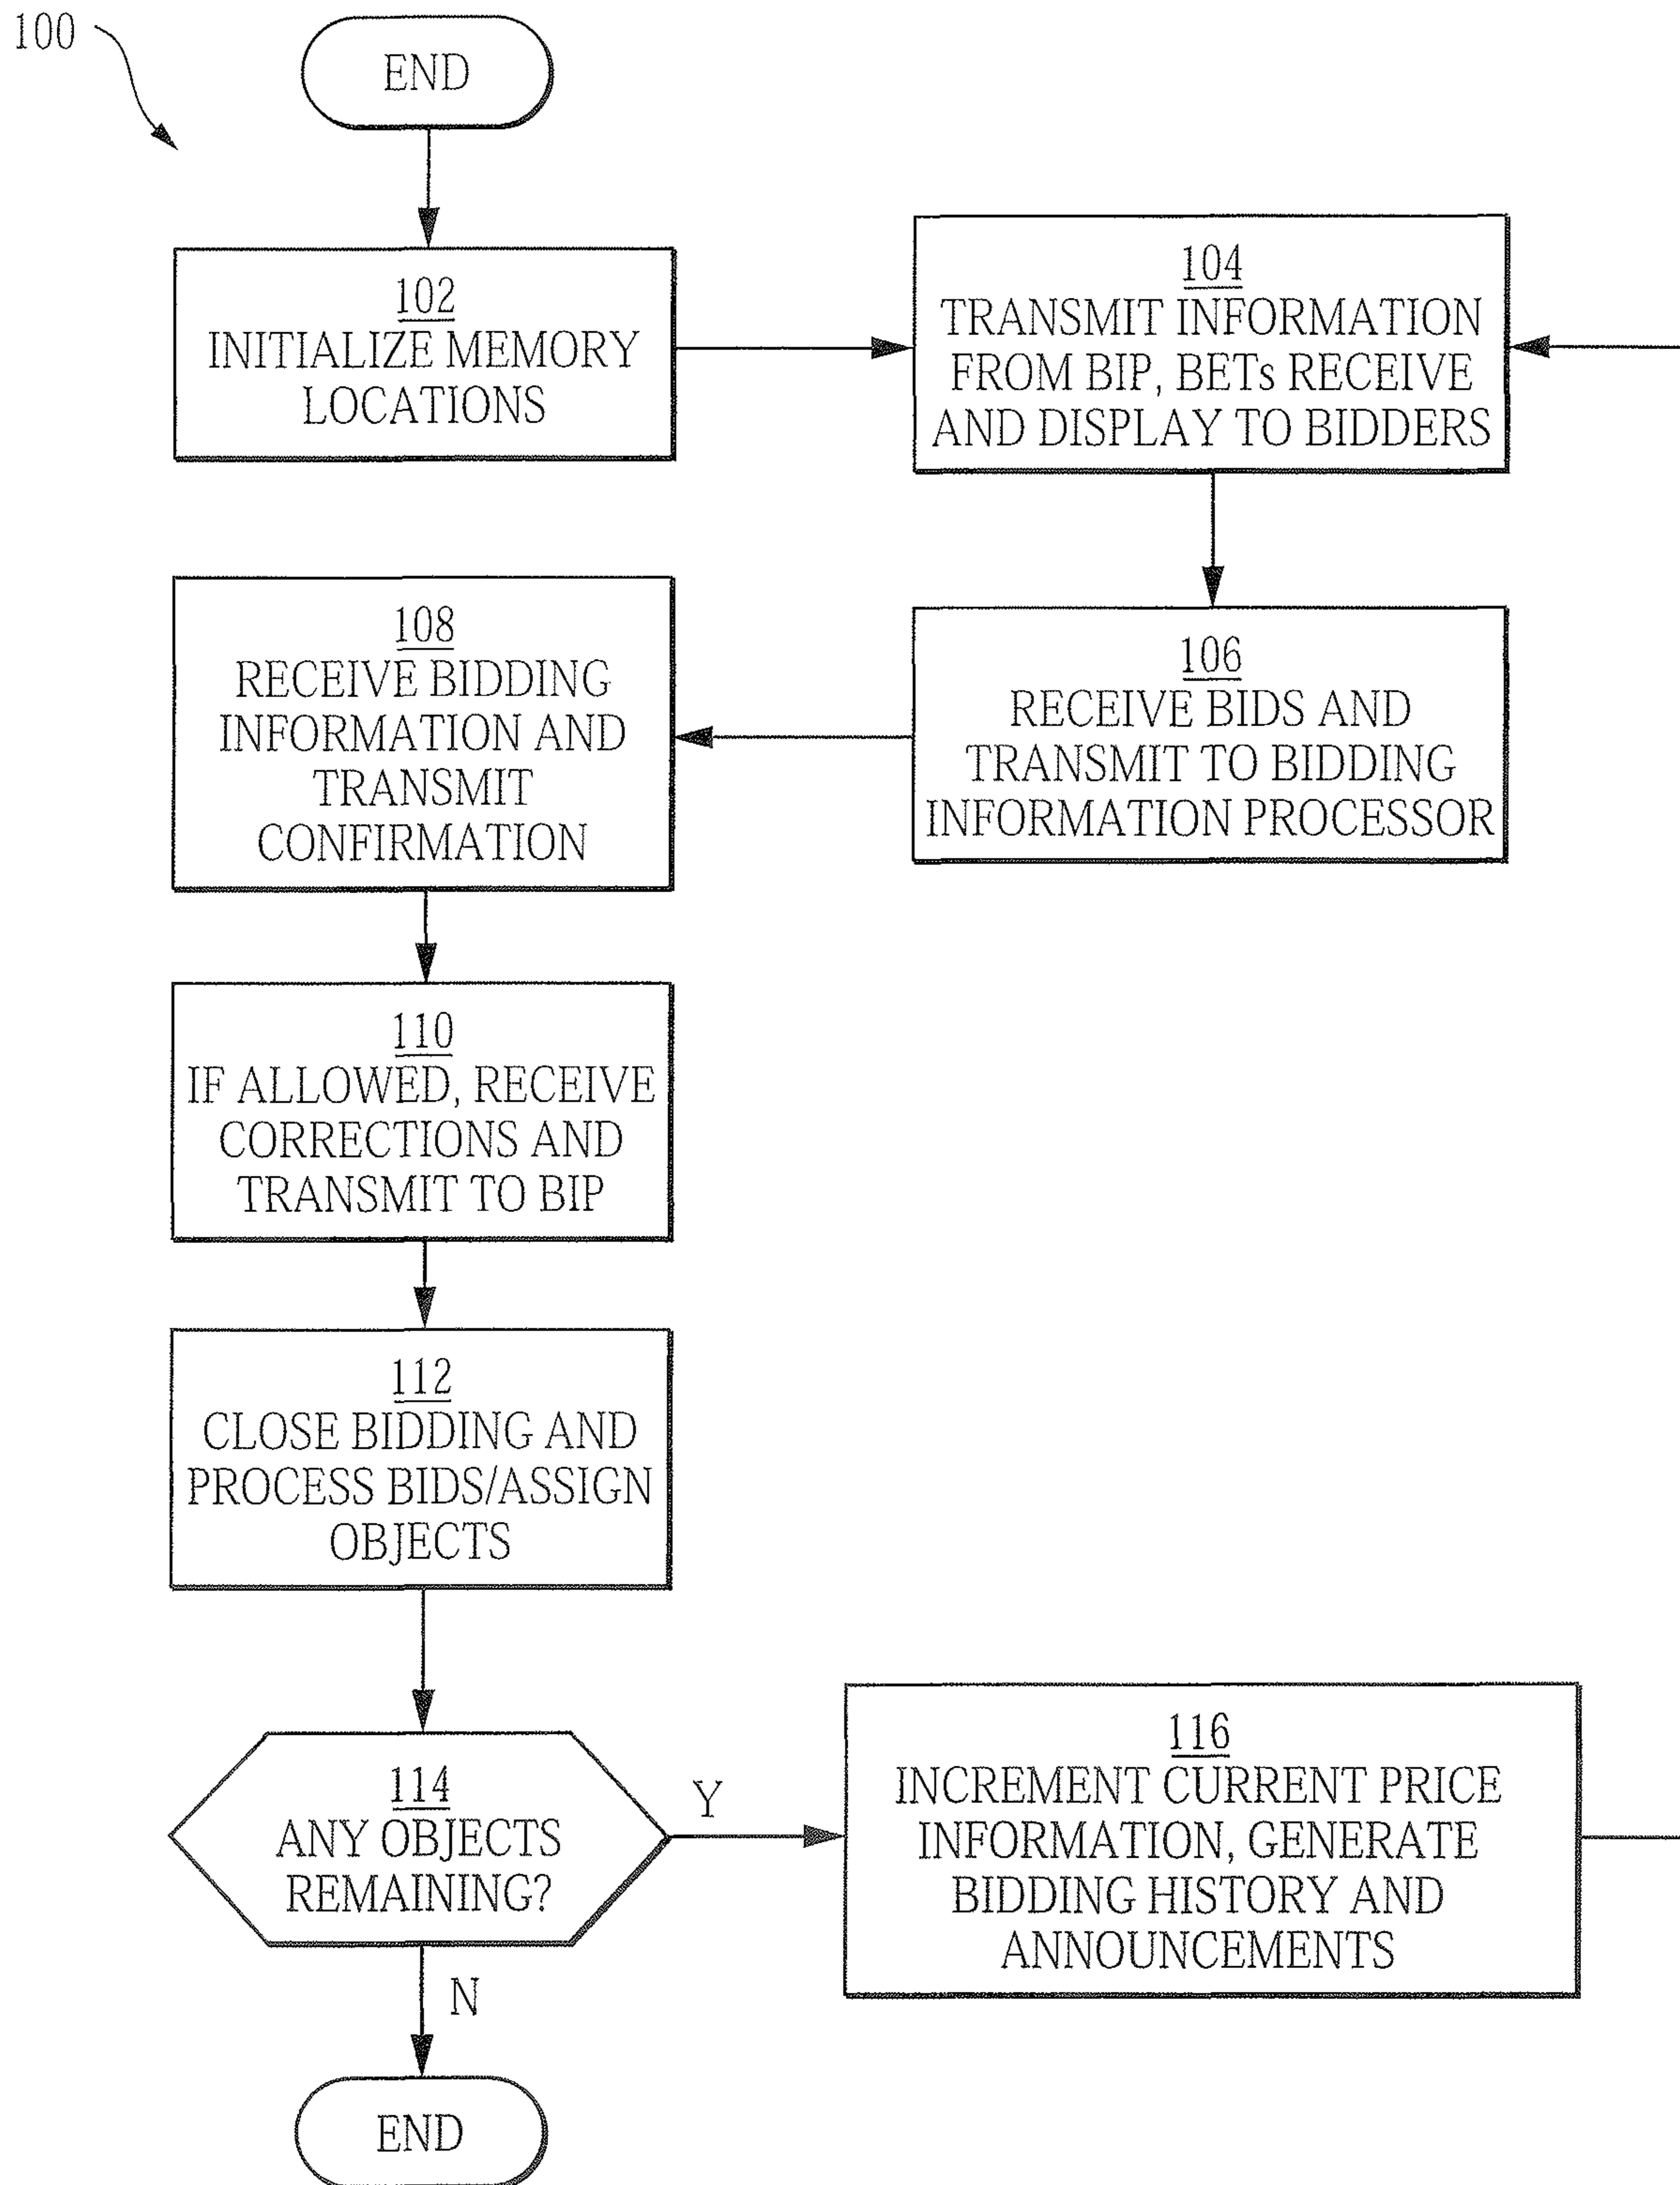 100
END
102
INITIALIZE MEMORY
LOCATIONS
104
TRANSMIT INFORMATION
FROM BIP, BETs RECEIVE
AND DISPLAY TO BIDDERS
106
RECEIVE BIDS AND
TRANSMIT TO BIDDING
INFORMATION PROCESSOR
108
RECEIVE BIDDING
INFORMATION AND
TRANSMIT
CONFIRMATION
110
IF ALLOWED, RECEIVE
CORRECTIONS AND
TRANSMIT TO BIP
112
CLOSE BIDDING AND
PROCESS BIDS/ASSIGN
OBJECTS
114
ANY OBJECTS
REMAINING?
Y
116
INCREMENT CURRENT PRICE
INFORMATION, GENERATE
BIDDING HISTORY AND
ANNOUNCEMENTS
N
END